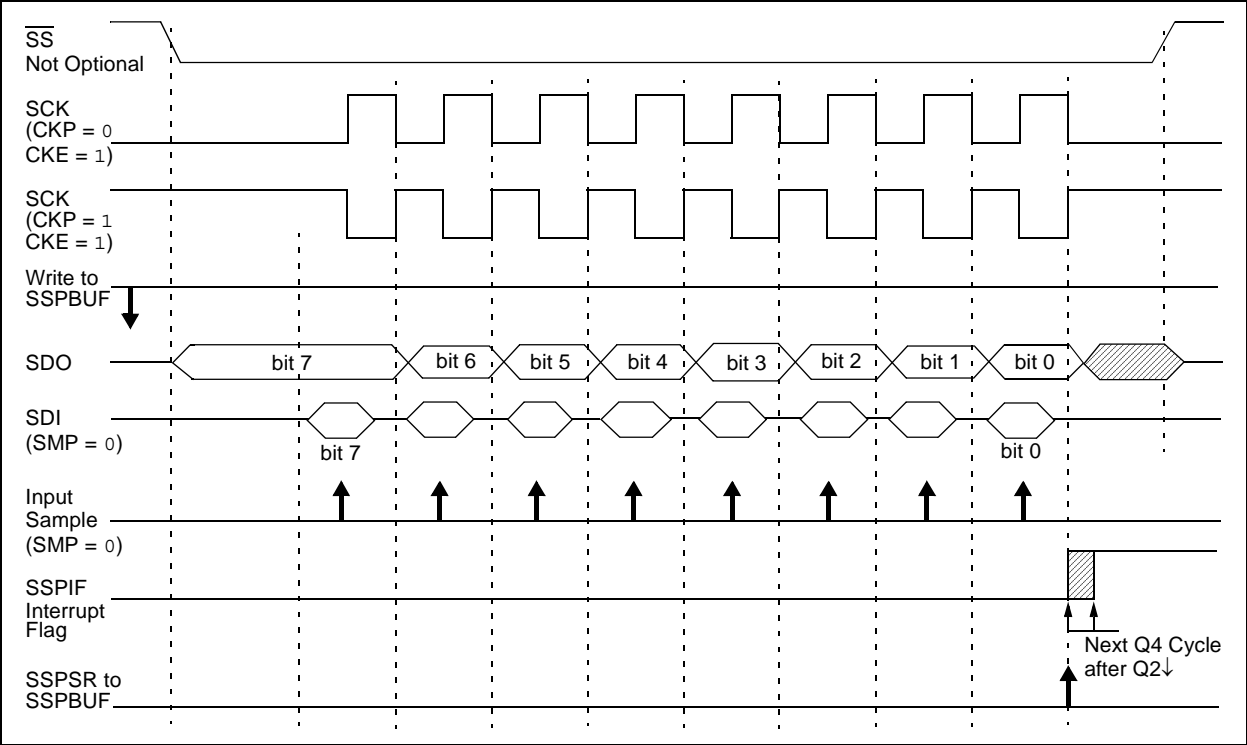 SS
Not Optional
SCK
(CKP = 0
CKE = 1)
SCK
(CKP = 1
CKE = 1)
Write to
SSPBUF
SDO
bit 7
bit 6
bit 5
bit 4
bit 3
bit 2
bit 1
bit 0
SDI
(SMP = 0)
bit 7
bit 0
Input
Sample
(SMP = 0)
SSPIF
Interrupt
Flag
Next Q4 Cycle
after Q2↓
SSPSR to
SSPBUF